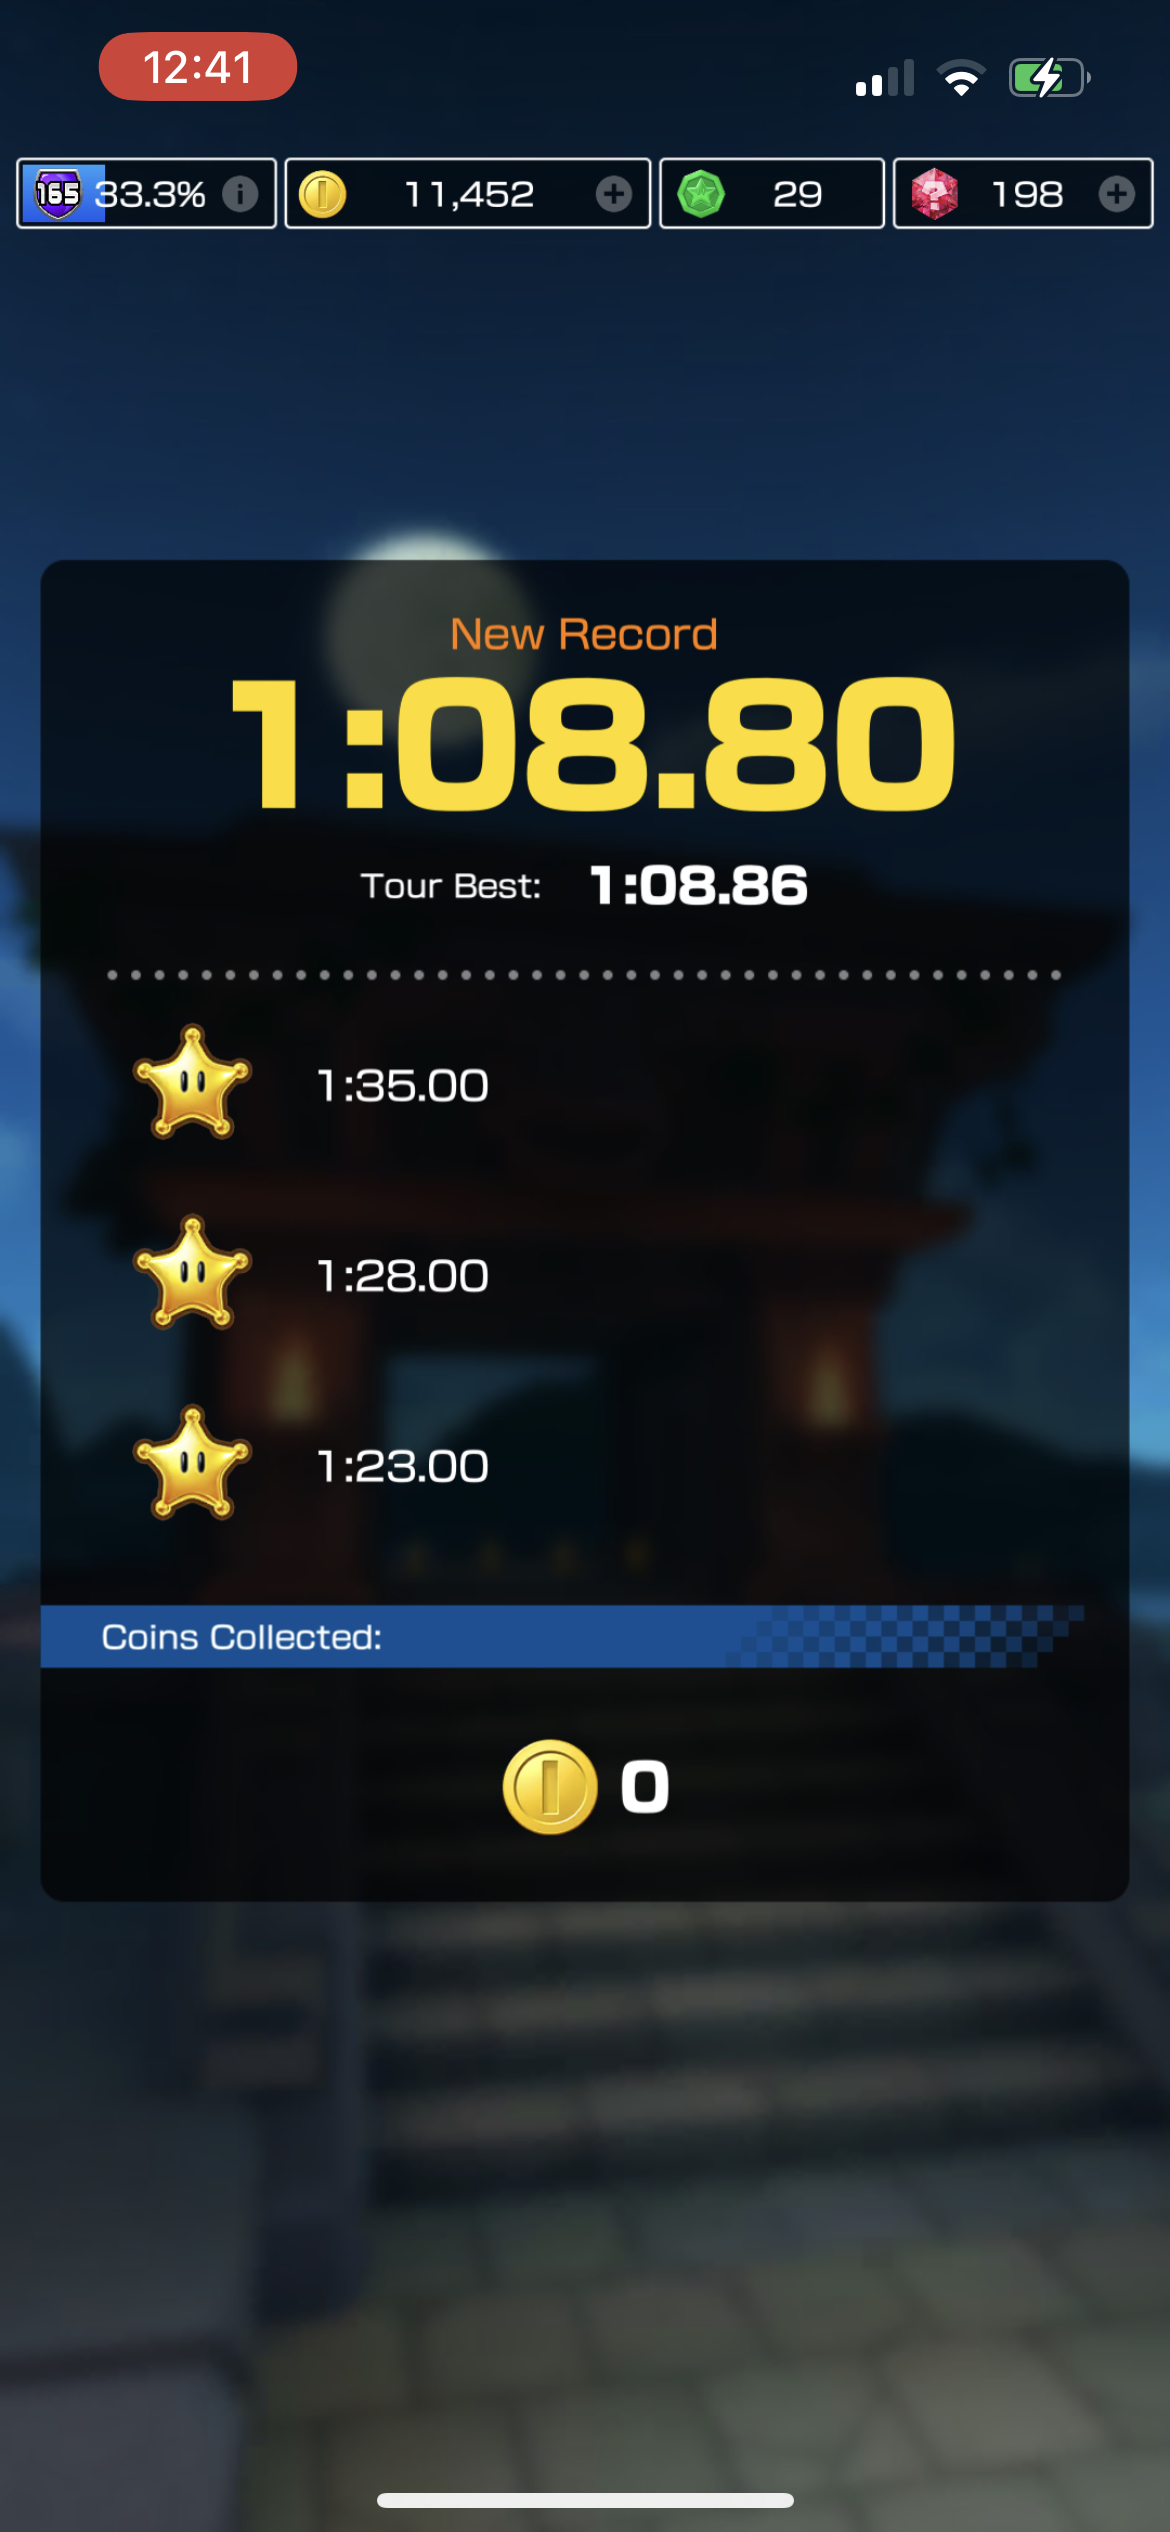 12:41
165 33.3% i 11,452 + 29 ? 198 +
New Record
1:08.80
Tour Best: 1:08.86
1:35.00
1:28.00
1:23.00
Coins Collected:
0